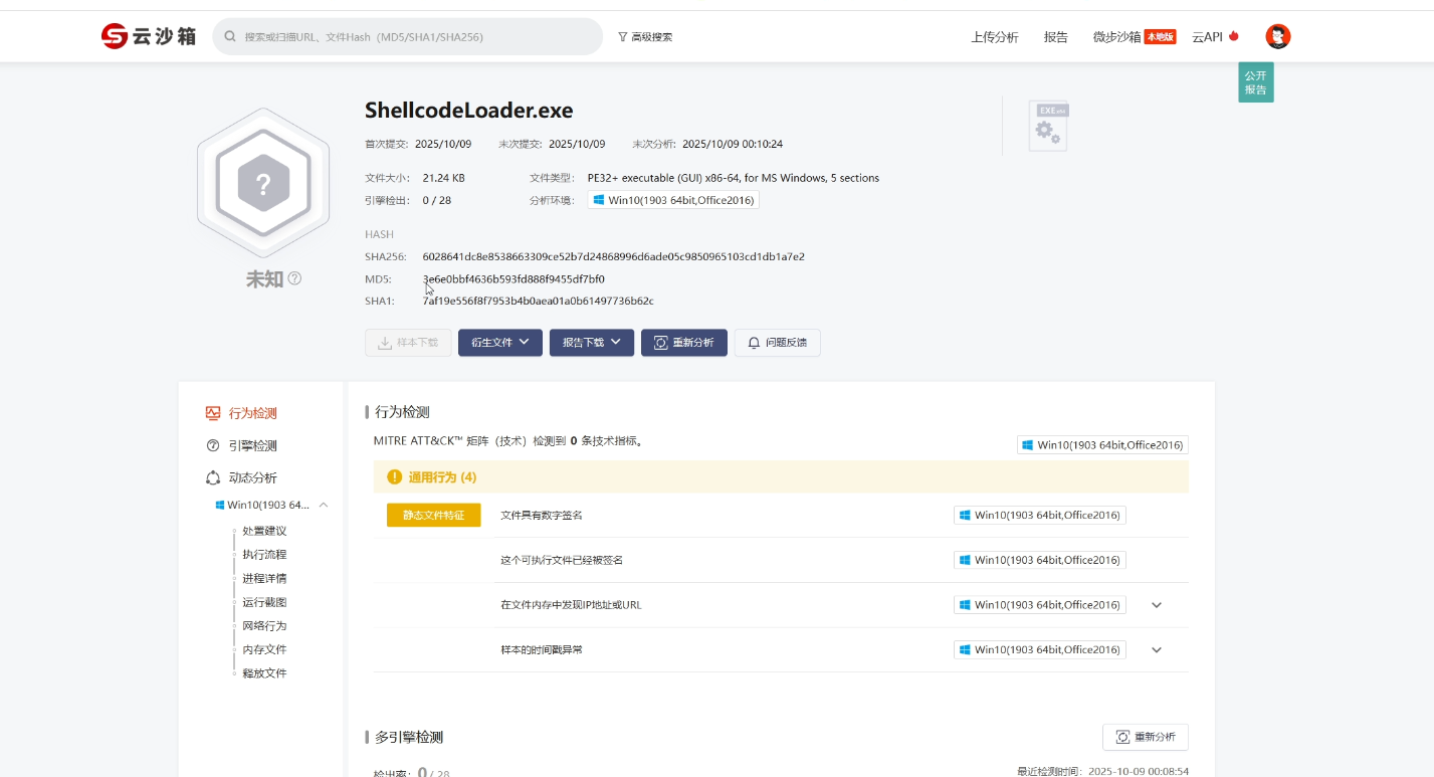 云沙箱
搜索或扫描URL、文件Hash (MD5/SHA1/SHA256)
高级搜索
上传分析
报告
微步沙箱 本地版
云API
公开
报告
ShellcodeLoader.exe
首次提交: 2025/10/09 末次提交: 2025/10/09 末次分析: 2025/10/09 00:10:24
文件大小: 21.24 KB 文件类型: PE32+ executable (GUI) x86-64, for MS Windows, 5 sections
引擎检出: 0 / 28 分析环境: Win10(1903 64bit,Office2016)
HASH
SHA256: 6028641dc8e8538663309ce52b7d24868996d6ade05c9850965103cd1db1a7e2
MD5: 3e6e0bbf4636b593fd888f9455df7bf0
SHA1: 7af19e556f8f7953b4b0aea01a0b61497736b62c
EXE
?
未知
样本下载
衍生文件
报告下载
重新分析
问题反馈
行为检测
引擎检测
动态分析
Win10(1903 64...
处置建议
执行流程
进程详情
运行截图
网络行为
内存文件
释放文件
行为检测
MITRE ATT&CK™ 矩阵（技术）检测到 0 条技术指标。
Win10(1903 64bit,Office2016)
通用行为 (4)
静态文件特征 文件具有数字签名 Win10(1903 64bit,Office2016)
这个可执行文件已经被签名 Win10(1903 64bit,Office2016)
在文件内存中发现IP地址或URL Win10(1903 64bit,Office2016)
样本的时间戳异常 Win10(1903 64bit,Office2016)
多引擎检测
重新分析
检出率: 0 / 28
最近检测时间: 2025-10-09 00:08:54